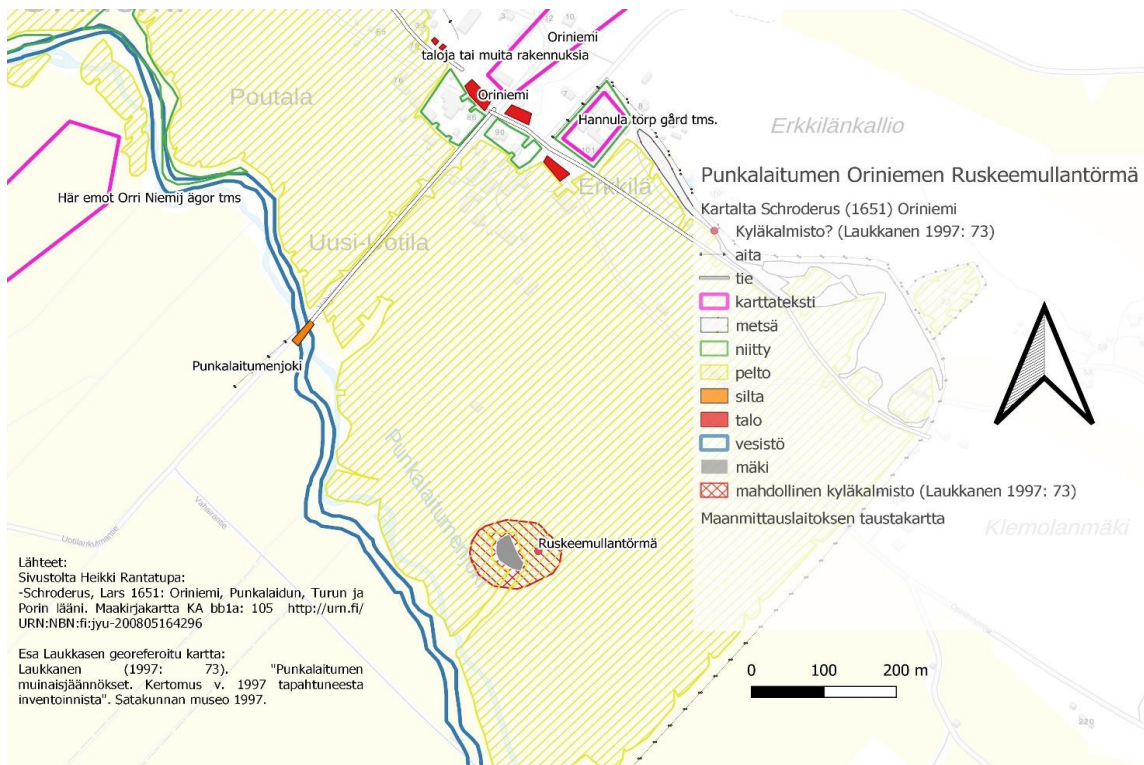 Oriniemi
taloja tai muita rakennuksia
Oriniemi
Hannula torp gård tms.
Poutala
Erkkilänkallio
Erkkilä
Här emot Orri Niemij ägor tms
Uusi-Uotila
Punkalaitumenjoki
Punkalaitumenjoki
Uotilankulmantie
Vahojrantie
Ruskeemullantörmä
Klemolanmäki
220
Punkalaitumen Oriniemen Ruskeemullantörmä
Kartalta Schroderus (1651) Oriniemi
Kyläkalmisto? (Laukkanen 1997: 73)
aita
tie
karttateksti
metsä
niitty
pelto
silta
talo
vesistö
mäki
mahdollinen kyläkalmisto (Laukkanen 1997: 73)
Maanmittauslaitoksen taustakartta
0 100 200 m
Lähteet:
Sivustolta Heikki Rantatupa:
-Schroderus, Lars 1651: Oriniemi, Punkalaidun, Turun ja
Porin lääni. Maakirjakartta KA bb1a: 105 http://urn.fi/
URN:NBN:fi:jyu-200805164296
Esa Laukkasen georeferoitu kartta:
Laukkanen (1997: 73). "Punkalaitumen
muinaisjäännökset. Kertomus v. 1997 tapahtuneesta
inventoinnista". Satakunnan museo 1997.